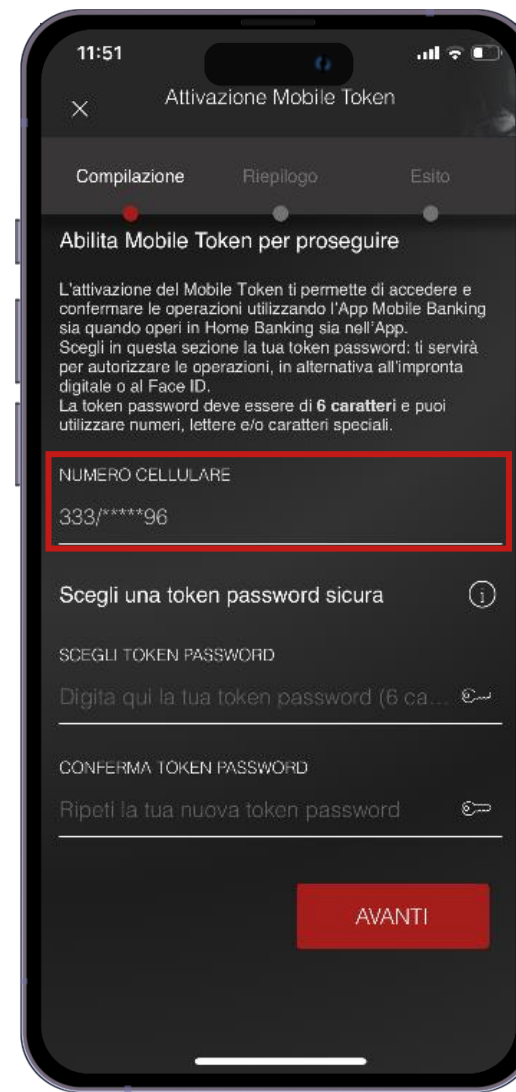 11:51
Attivazione Mobile Token
Compilazione
Riepilogo
Esito
Abilita Mobile Token per proseguire
L'attivazione del Mobile Token ti permette di accedere e
confermare le operazioni utilizzando l'App Mobile Banking
sia quando operi in Home Banking sia nell'App.
Scegli in questa sezione la tua token password: ti servirà
per autorizzare le operazioni, in alternativa all'impronta
digitale o al Face ID.
La token password deve essere di 6 caratteri e puoi
utilizzare numeri, lettere e/o caratteri speciali.
NUMERO CELLULARE
333/*****96
Scegli una token password sicura
SCEGLI TOKEN PASSWORD
Digita qui la tua token password (6 ca...
CONFERMA TOKEN PASSWORD
Ripeti la tua nuova token password
AVANTI